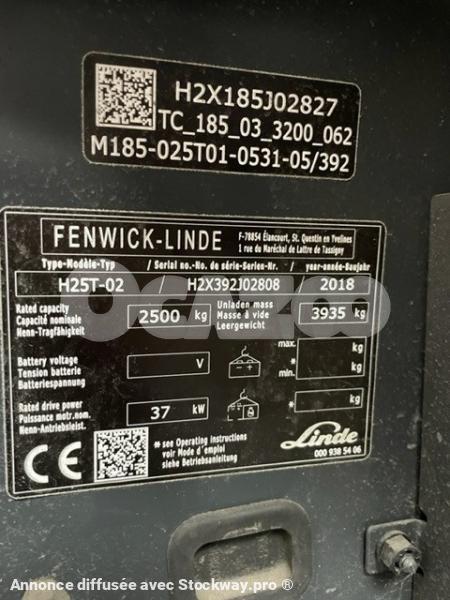 H2X185J02827
TC_185_03_3200_062
M185-025T01-0531-05/392
FENWICK-LINDE
F-78854 Élancourt, St. Quentin en Yvelines
1 rue du Maréchal de Lattre de Tassigny
Type-Modèle-Typ / Serial no.-No. de série-Serien-Nr. / year-année-Baujahr
H25T-02 / H2X392J02808 2018
Rated capacity
Capacité nominale
Nenn-Tragfähigkeit
2500 kg
Unladen mass
Masse à vide
Leergewicht
3935 kg
Battery voltage
Tension batterie
Batteriespannung
V
max. kg
*
min. kg
Rated drive power
Puissance motr.nom.
Nenn-Antriebsleist.
37 kW
* kg
CE
** see Operating instructions
voir Mode d'emploi
siehe Betriebsanleitung
Linde
000 938 54 06
OCAZOO
Annonce diffusée avec Stockway.pro ®